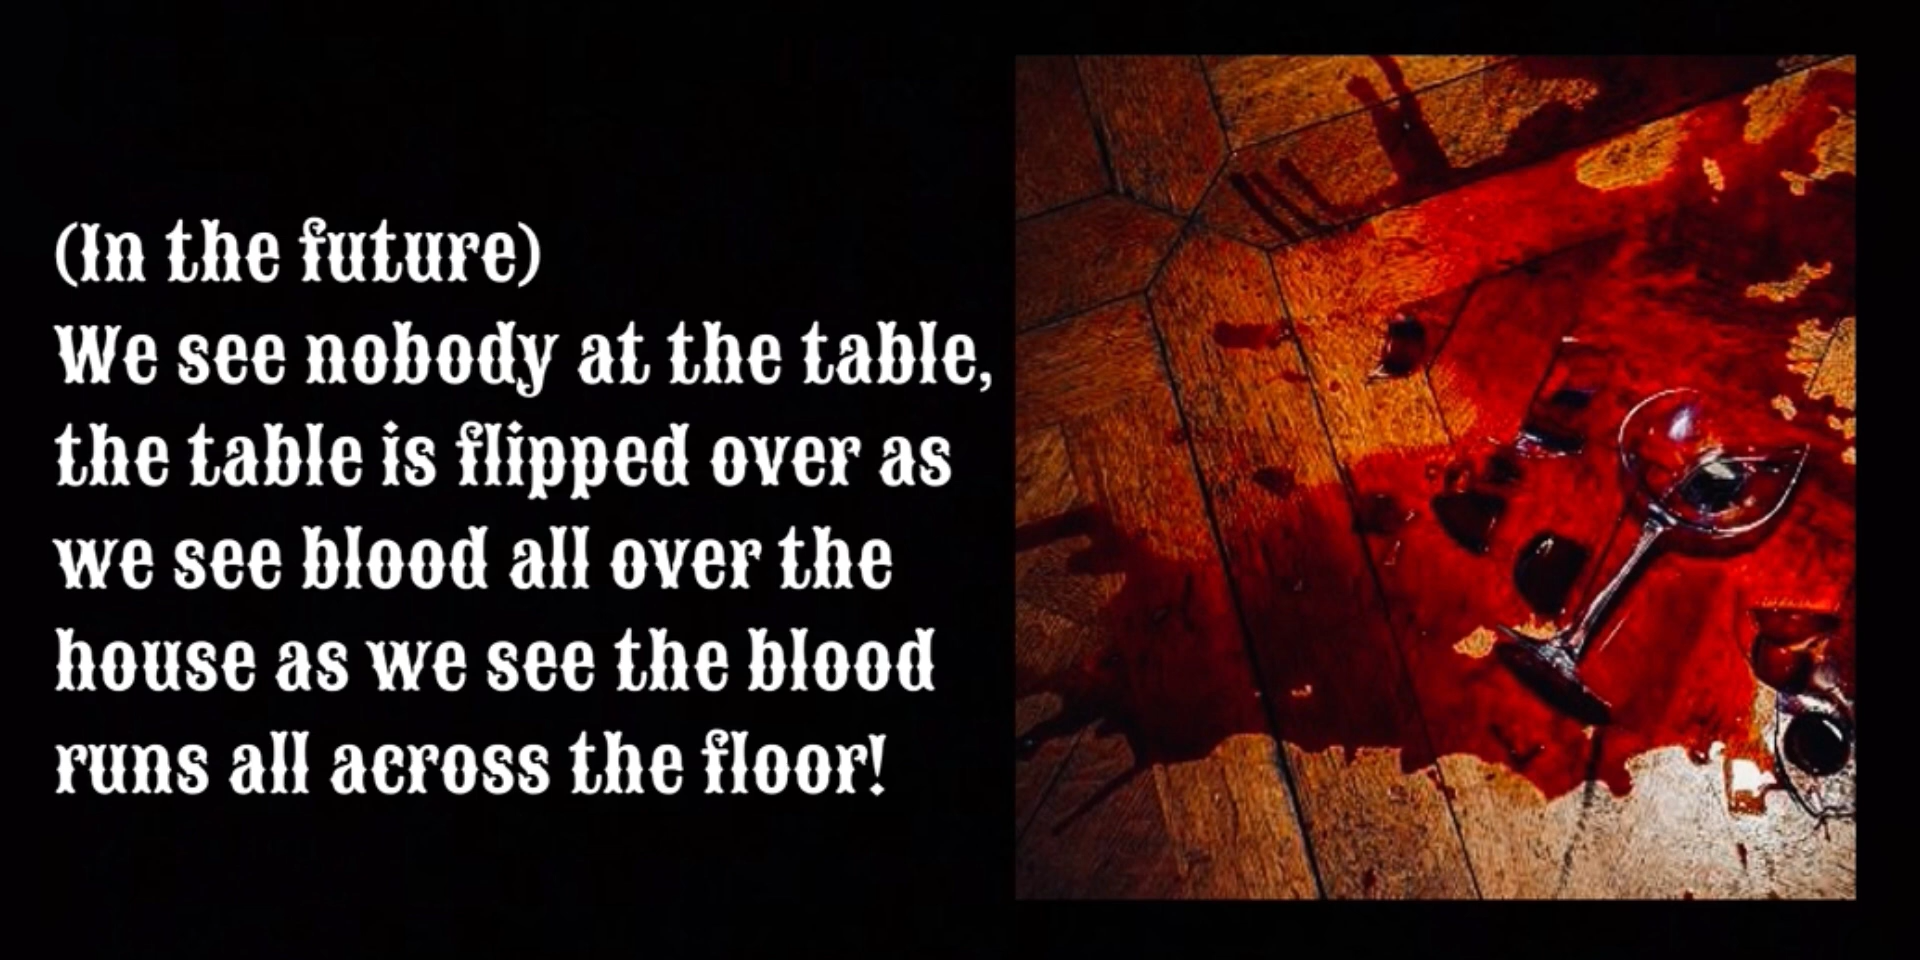 (In the future)
We see nobody at the table,
the table is flipped over as
we see blood all over the
house as we see the blood
runs all across the floor!